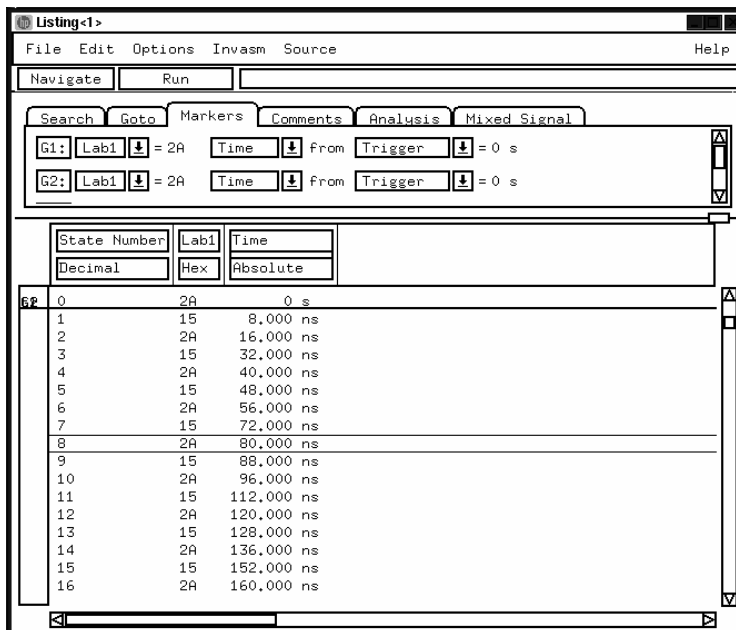 hp Listing<1>
File Edit Options Invasm Source Help
Navigate Run
Search Goto Markers Comments Analysis Mixed Signal
G1: Lab1 = 2A Time from Trigger = 0 s
G2: Lab1 = 2A Time from Trigger = 0 s
State Number Lab1 Time
Decimal Hex Absolute
0 2A 0 s
1 15 8.000 ns
2 2A 16.000 ns
3 15 32.000 ns
4 2A 40.000 ns
5 15 48.000 ns
6 2A 56.000 ns
7 15 72.000 ns
8 2A 80.000 ns
9 15 88.000 ns
10 2A 96.000 ns
11 15 112.000 ns
12 2A 120.000 ns
13 15 128.000 ns
14 2A 136.000 ns
15 15 152.000 ns
16 2A 160.000 ns